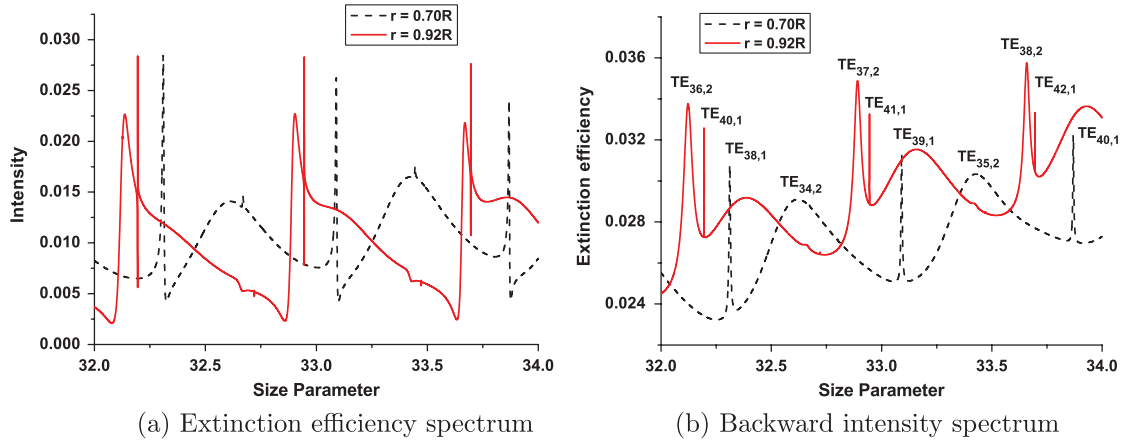 r = 0.70R
r = 0.92R
0.030
0.025
0.020
0.015
0.010
0.005
0.000
Intensity
32.0 32.5 33.0 33.5 34.0
Size Parameter
(a) Extinction efficiency spectrum
r = 0.70R
r = 0.92R
0.036
0.032
0.028
0.024
Extinction efficiency
TE36,2
TE40,1
TE38,1
TE34,2
TE37,2
TE41,1
TE39,1
TE35,2
TE38,2
TE42,1
TE40,1
32.0 32.5 33.0 33.5 34.0
Size Parameter
(b) Backward intensity spectrum